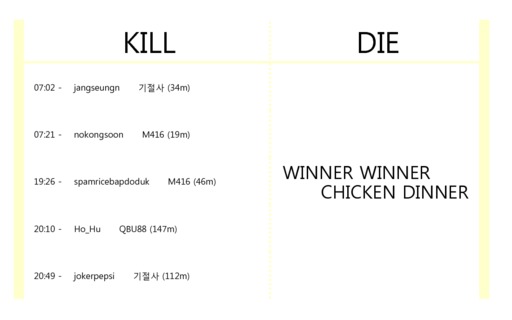 KILL
DIE
07:02 - jangseungn 기절사 (34m)
07:21 - nokongsoon M416 (19m)
19:26 - spamricebapdoduk M416 (46m)
20:10 - Ho_Hu QBU88 (147m)
20:49 - jokerpepsi 기절사 (112m)
WINNER WINNER
CHICKEN DINNER